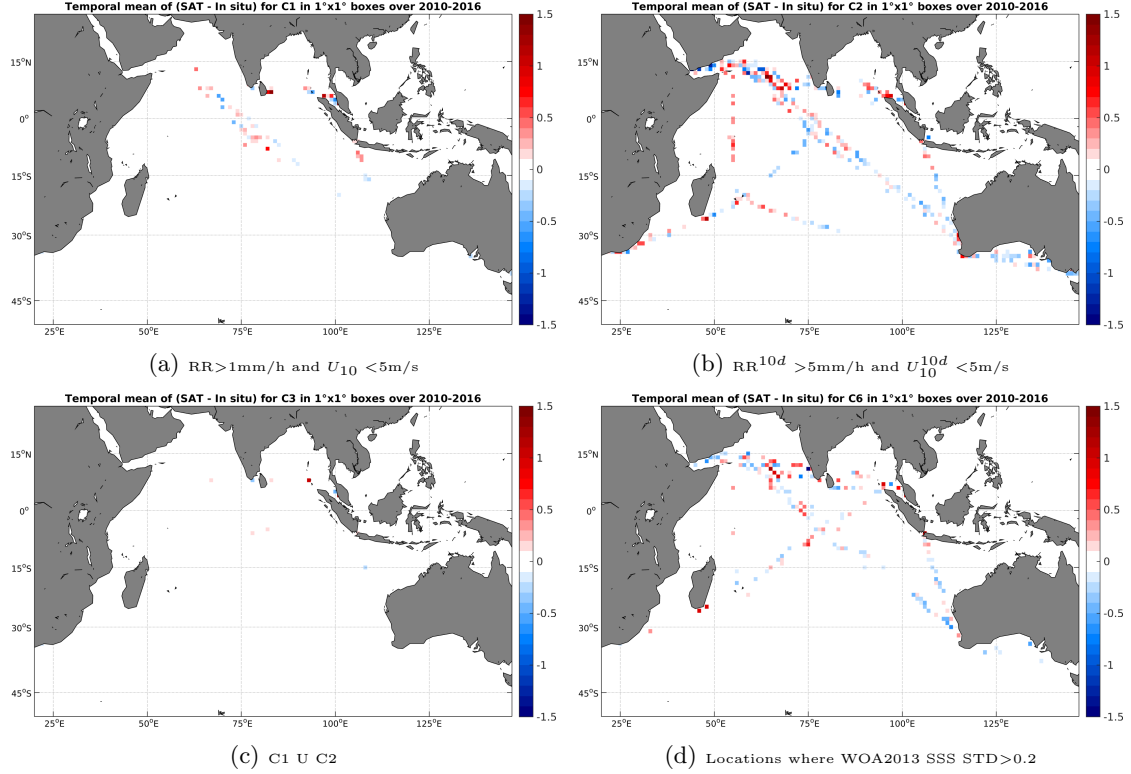 Temporal mean of (SAT - In situ) for C1 in 1°x1° boxes over 2010-2016
15°N
0°
15°S
30°S
45°S
25°E
50°E
75°E
100°E
125°E
1.5
1
0.5
0
-0.5
-1
-1.5
(a) RR>1mm/h and U10 <5m/s
Temporal mean of (SAT - In situ) for C2 in 1°x1° boxes over 2010-2016
15°N
0°
15°S
30°S
45°S
25°E
50°E
75°E
100°E
125°E
1.5
1
0.5
0
-0.5
-1
-1.5
(b) RR10d >5mm/h and U10 10d <5m/s
Temporal mean of (SAT - In situ) for C3 in 1°x1° boxes over 2010-2016
15°N
0°
15°S
30°S
45°S
25°E
50°E
75°E
100°E
125°E
1.5
1
0.5
0
-0.5
-1
-1.5
(c) C1 U C2
Temporal mean of (SAT - In situ) for C6 in 1°x1° boxes over 2010-2016
15°N
0°
15°S
30°S
45°S
25°E
50°E
75°E
100°E
125°E
1.5
1
0.5
0
-0.5
-1
-1.5
(d) Locations where WOA2013 SSS STD>0.2